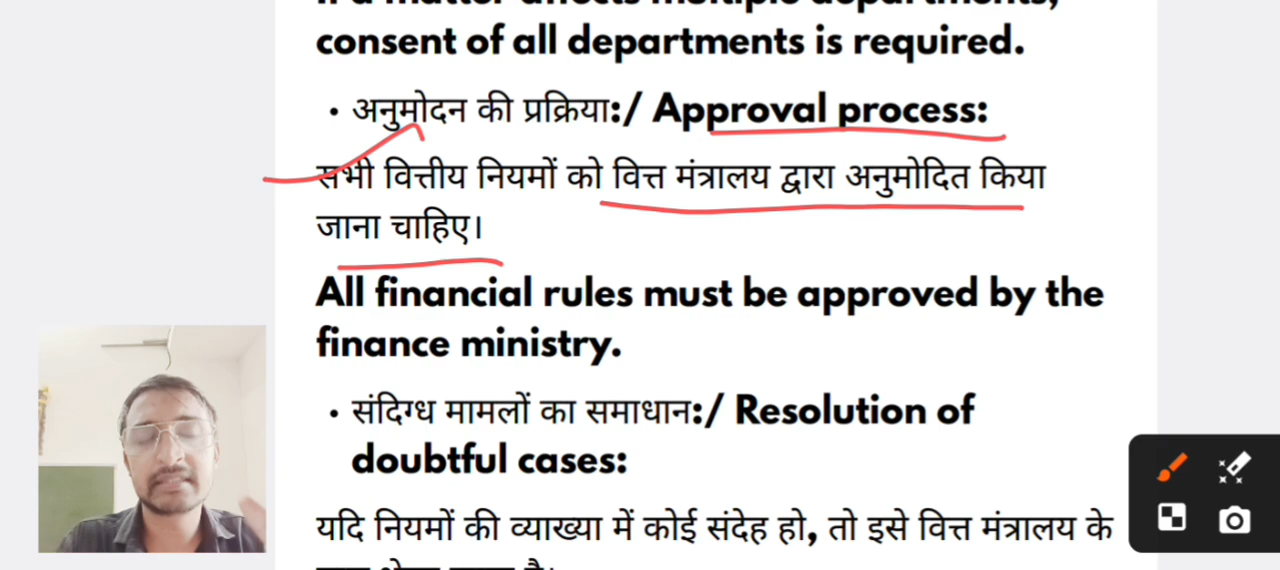 consent of all departments is required.
• अनुमोदन की प्रक्रिया:/ Approval process:
सभी वित्तीय नियमों को वित्त मंत्रालय द्वारा अनुमोदित किया
जाना चाहिए।
All financial rules must be approved by the
finance ministry.
• संदिग्ध मामलों का समाधान:/ Resolution of
doubtful cases:
यदि नियमों की व्याख्या में कोई संदेह हो, तो इसे वित्त मंत्रालय के